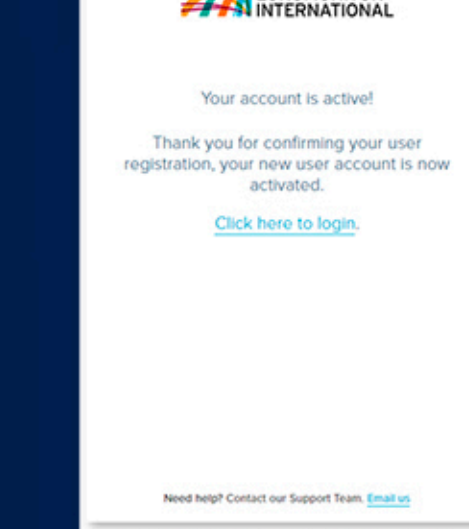 INTERNATIONAL
Your account is active!
Thank you for confirming your user
registration, your new user account is now
activated.
Click here to login.
Need help? Contact our Support Team. Email us